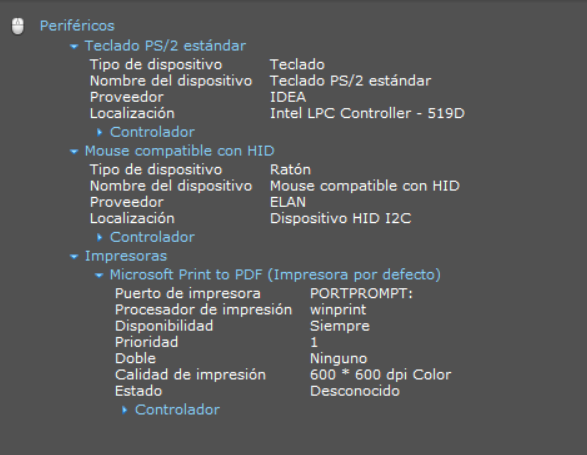 Periféricos
Teclado PS/2 estándar
Tipo de dispositivo Teclado
Nombre del dispositivo Teclado PS/2 estándar
Proveedor IDEA
Localización Intel LPC Controller - 519D
Controlador
Mouse compatible con HID
Tipo de dispositivo Ratón
Nombre del dispositivo Mouse compatible con HID
Proveedor ELAN
Localización Dispositivo HID I2C
Controlador
Impresoras
Microsoft Print to PDF (Impresora por defecto)
Puerto de impresora PORTPROMPT:
Procesador de impresión winprint
Disponibilidad Siempre
Prioridad 1
Doble Ninguno
Calidad de impresión 600 * 600 dpi Color
Estado Desconocido
Controlador